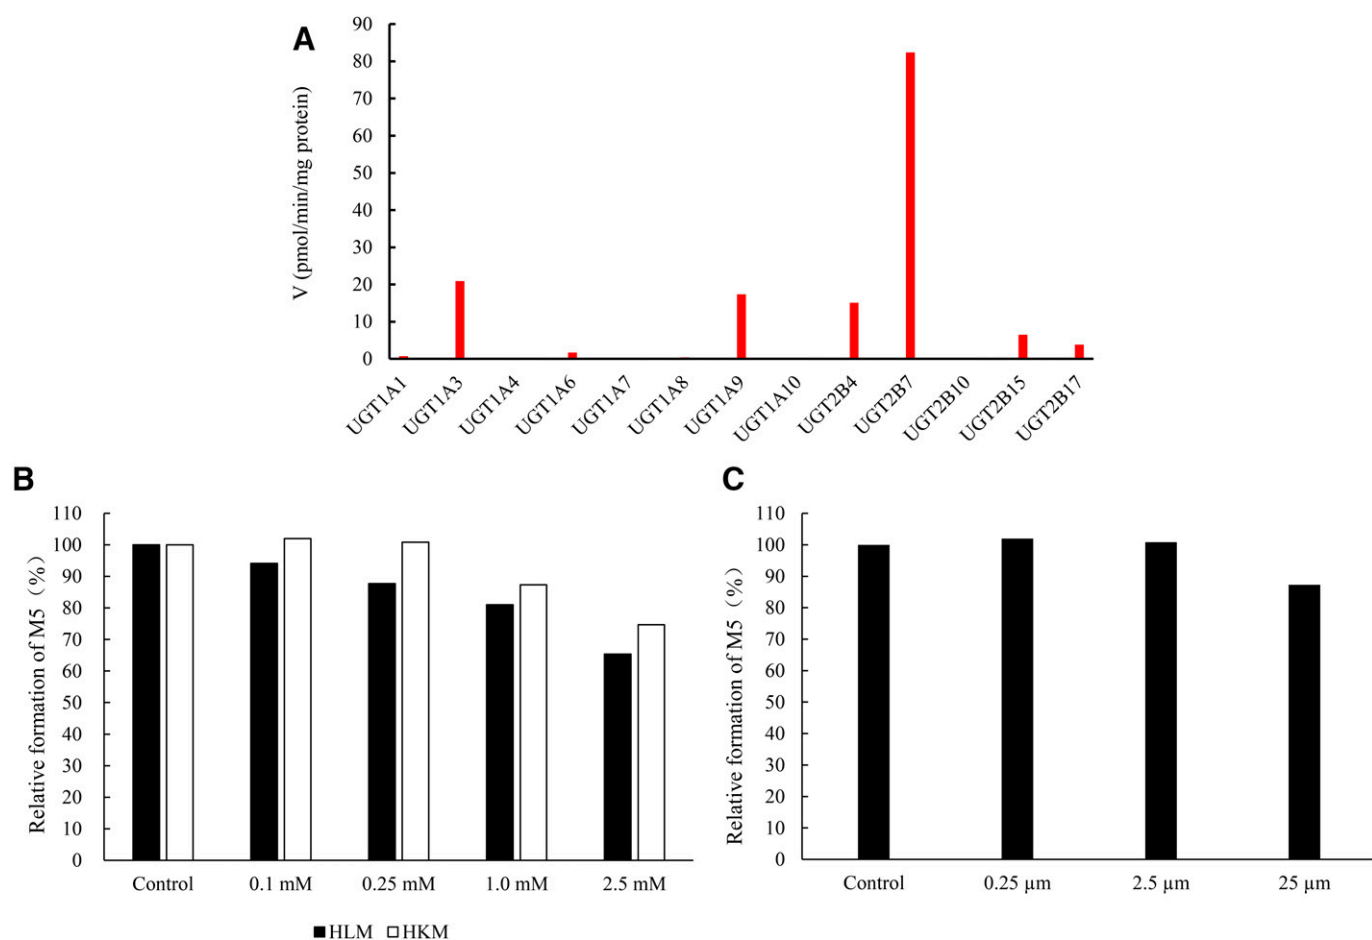 A
V (pmol/min/mg protein)
90
80
70
60
50
40
30
20
10
0
UGT1A1
UGT1A3
UGT1A4
UGT1A6
UGT1A7
UGT1A8
UGT1A9
UGT1A10
UGT2B4
UGT2B7
UGT2B10
UGT2B15
UGT2B17
B
Relative formation of M5（%）
110
100
90
80
70
60
50
40
30
20
10
0
Control
0.1 mM
0.25 mM
1.0 mM
2.5 mM
HLM
HKM
C
Relative formation of M5（%）
110
100
90
80
70
60
50
40
30
20
10
0
Control
0.25 µm
2.5 µm
25 µm